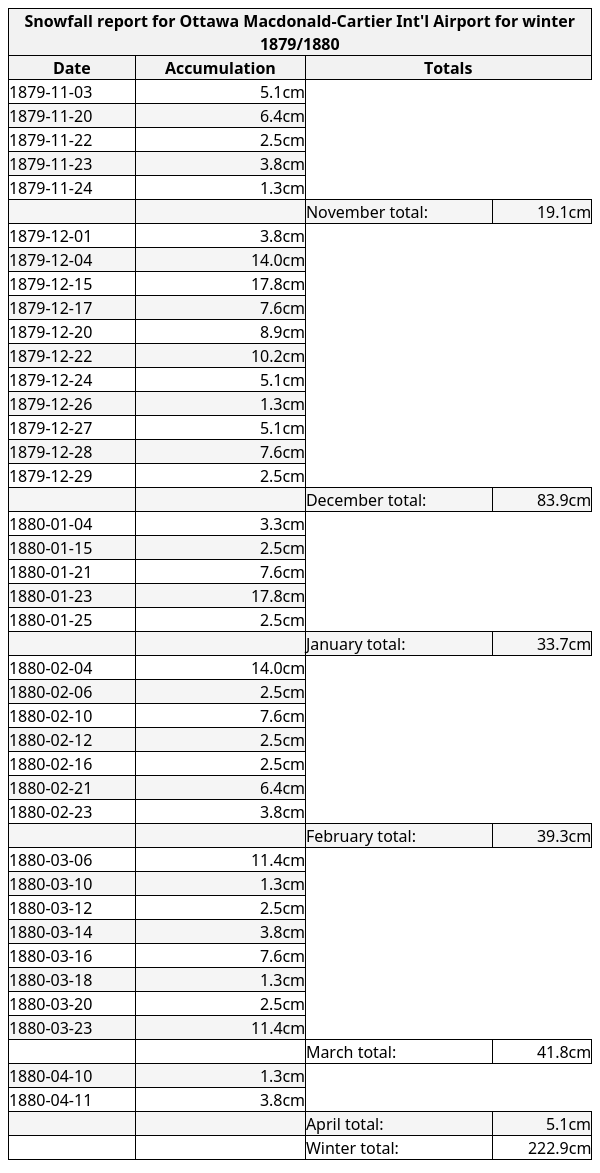 Snowfall report for Ottawa Macdonald-Cartier Int'l Airport for winter
1879/1880
Date Accumulation Totals
1879-11-03 5.1cm
1879-11-20 6.4cm
1879-11-22 2.5cm
1879-11-23 3.8cm
1879-11-24 1.3cm
November total: 19.1cm
1879-12-01 3.8cm
1879-12-04 14.0cm
1879-12-15 17.8cm
1879-12-17 7.6cm
1879-12-20 8.9cm
1879-12-22 10.2cm
1879-12-24 5.1cm
1879-12-26 1.3cm
1879-12-27 5.1cm
1879-12-28 7.6cm
1879-12-29 2.5cm
December total: 83.9cm
1880-01-04 3.3cm
1880-01-15 2.5cm
1880-01-21 7.6cm
1880-01-23 17.8cm
1880-01-25 2.5cm
January total: 33.7cm
1880-02-04 14.0cm
1880-02-06 2.5cm
1880-02-10 7.6cm
1880-02-12 2.5cm
1880-02-16 2.5cm
1880-02-21 6.4cm
1880-02-23 3.8cm
February total: 39.3cm
1880-03-06 11.4cm
1880-03-10 1.3cm
1880-03-12 2.5cm
1880-03-14 3.8cm
1880-03-16 7.6cm
1880-03-18 1.3cm
1880-03-20 2.5cm
1880-03-23 11.4cm
March total: 41.8cm
1880-04-10 1.3cm
1880-04-11 3.8cm
April total: 5.1cm
Winter total: 222.9cm